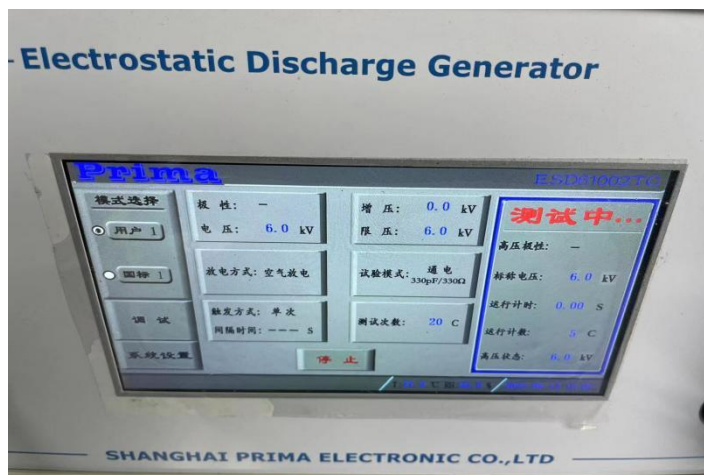 Electrostatic Discharge Generator
Prima
ESD61002TC
模式选择
用户 1
国标 1
调 试
系统设置
极 性: －
电 压: 6.0 kV
放电方式: 空气放电
触发方式: 单次
间隔时间: --- S
增 压: 0.0 kV
限 压: 6.0 kV
试验模式: 通 电
330pF/330Ω
测试次数: 20 C
停 止
测试中...
高压极性: －
标称电压: 6.0 kV
运行计时: 0.00 S
运行计数: 5 C
高压状态: 6.0 kV
SHANGHAI PRIMA ELECTRONIC CO.,LTD